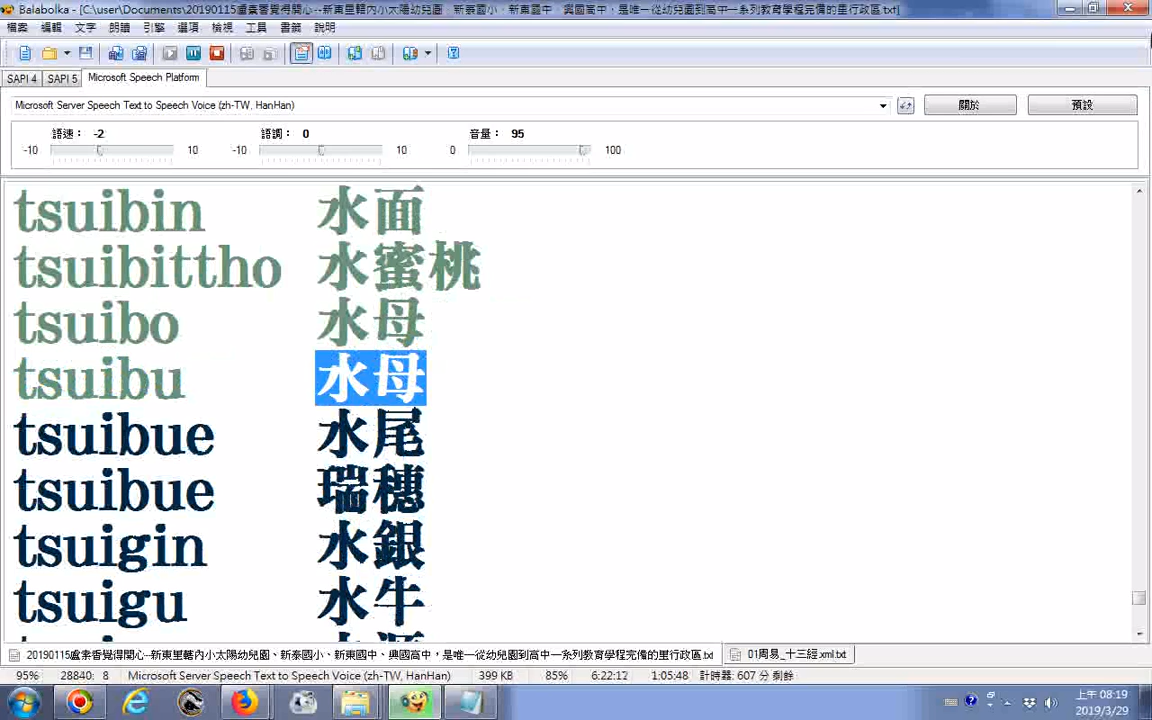 Balabolka - [C:\user\Documents\20190115盧素香覺得開心--新東里轄內小太陽幼兒園、新泰國小、新東國中、興國高中，是唯一從幼兒園到高中一系列教育學程完備的里行政區.txt]
檔案 編輯 文字 朗讀 引擎 選項 檢視 工具 書籤 說明
SAPI 4 SAPI 5 Microsoft Speech Platform
Microsoft Server Speech Text to Speech Voice (zh-TW, HanHan) 關於 預設
語速： -2 語調： 0 音量： 95
-10 10 -10 10 0 100
tsuibin 水面
tsuibittho 水蜜桃
tsuibo 水母
tsuibu 水母
tsuibue 水尾
tsuibue 瑞穗
tsuigin 水銀
tsuigu 水牛
20190115盧素香覺得開心--新東里轄內小太陽幼兒園、新泰國小、新東國中、興國高中，是唯一從幼兒園到高中一系列教育學程完備的里行政區.txt 01周易_十三經.xml.txt
95% 28840: 8 Microsoft Server Speech Text to Speech Voice (zh-TW, HanHan) 399 KB 85% 6:22:12 1:05:48 計時器: 607 分 剩餘
上午 08:19
2019/3/29